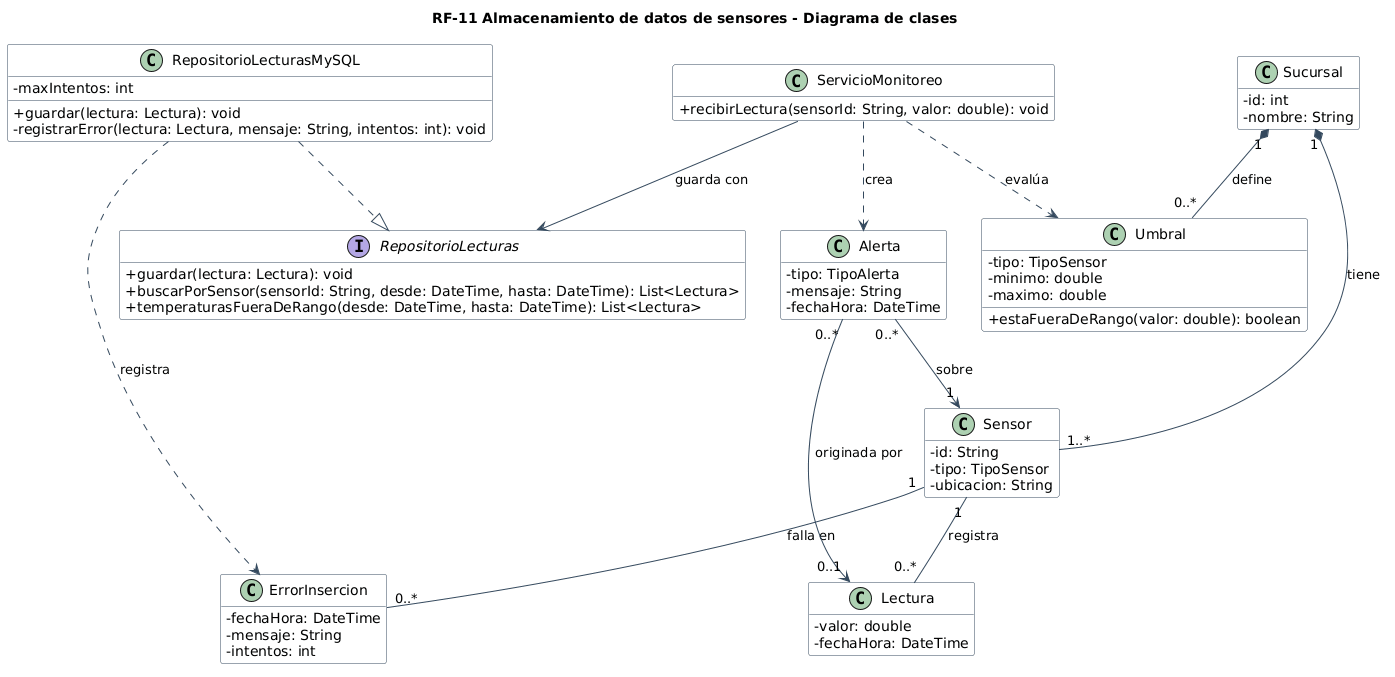 RF-11 Almacenamiento de datos de sensores - Diagrama de clases
C RepositorioLecturasMySQL
-maxIntentos: int
+guardar(lectura: Lectura): void
-registrarError(lectura: Lectura, mensaje: String, intentos: int): void
C ServicioMonitoreo
+recibirLectura(sensorId: String, valor: double): void
C Sucursal
-id: int
-nombre: String
1
1
guarda con
crea
evalúa
define
0..*
I RepositorioLecturas
+guardar(lectura: Lectura): void
+buscarPorSensor(sensorId: String, desde: DateTime, hasta: DateTime): List<Lectura>
+temperaturasFueraDeRango(desde: DateTime, hasta: DateTime): List<Lectura>
C Alerta
-tipo: TipoAlerta
-mensaje: String
-fechaHora: DateTime
C Umbral
-tipo: TipoSensor
-minimo: double
-maximo: double
+estaFueraDeRango(valor: double): boolean
tiene
0..*
0..*
registra
sobre
1
C Sensor
-id: String
-tipo: TipoSensor
-ubicacion: String
1..*
originada por
1
1
falla en
registra
0..1
0..*
C ErrorInsercion
-fechaHora: DateTime
-mensaje: String
-intentos: int
0..*
C Lectura
-valor: double
-fechaHora: DateTime